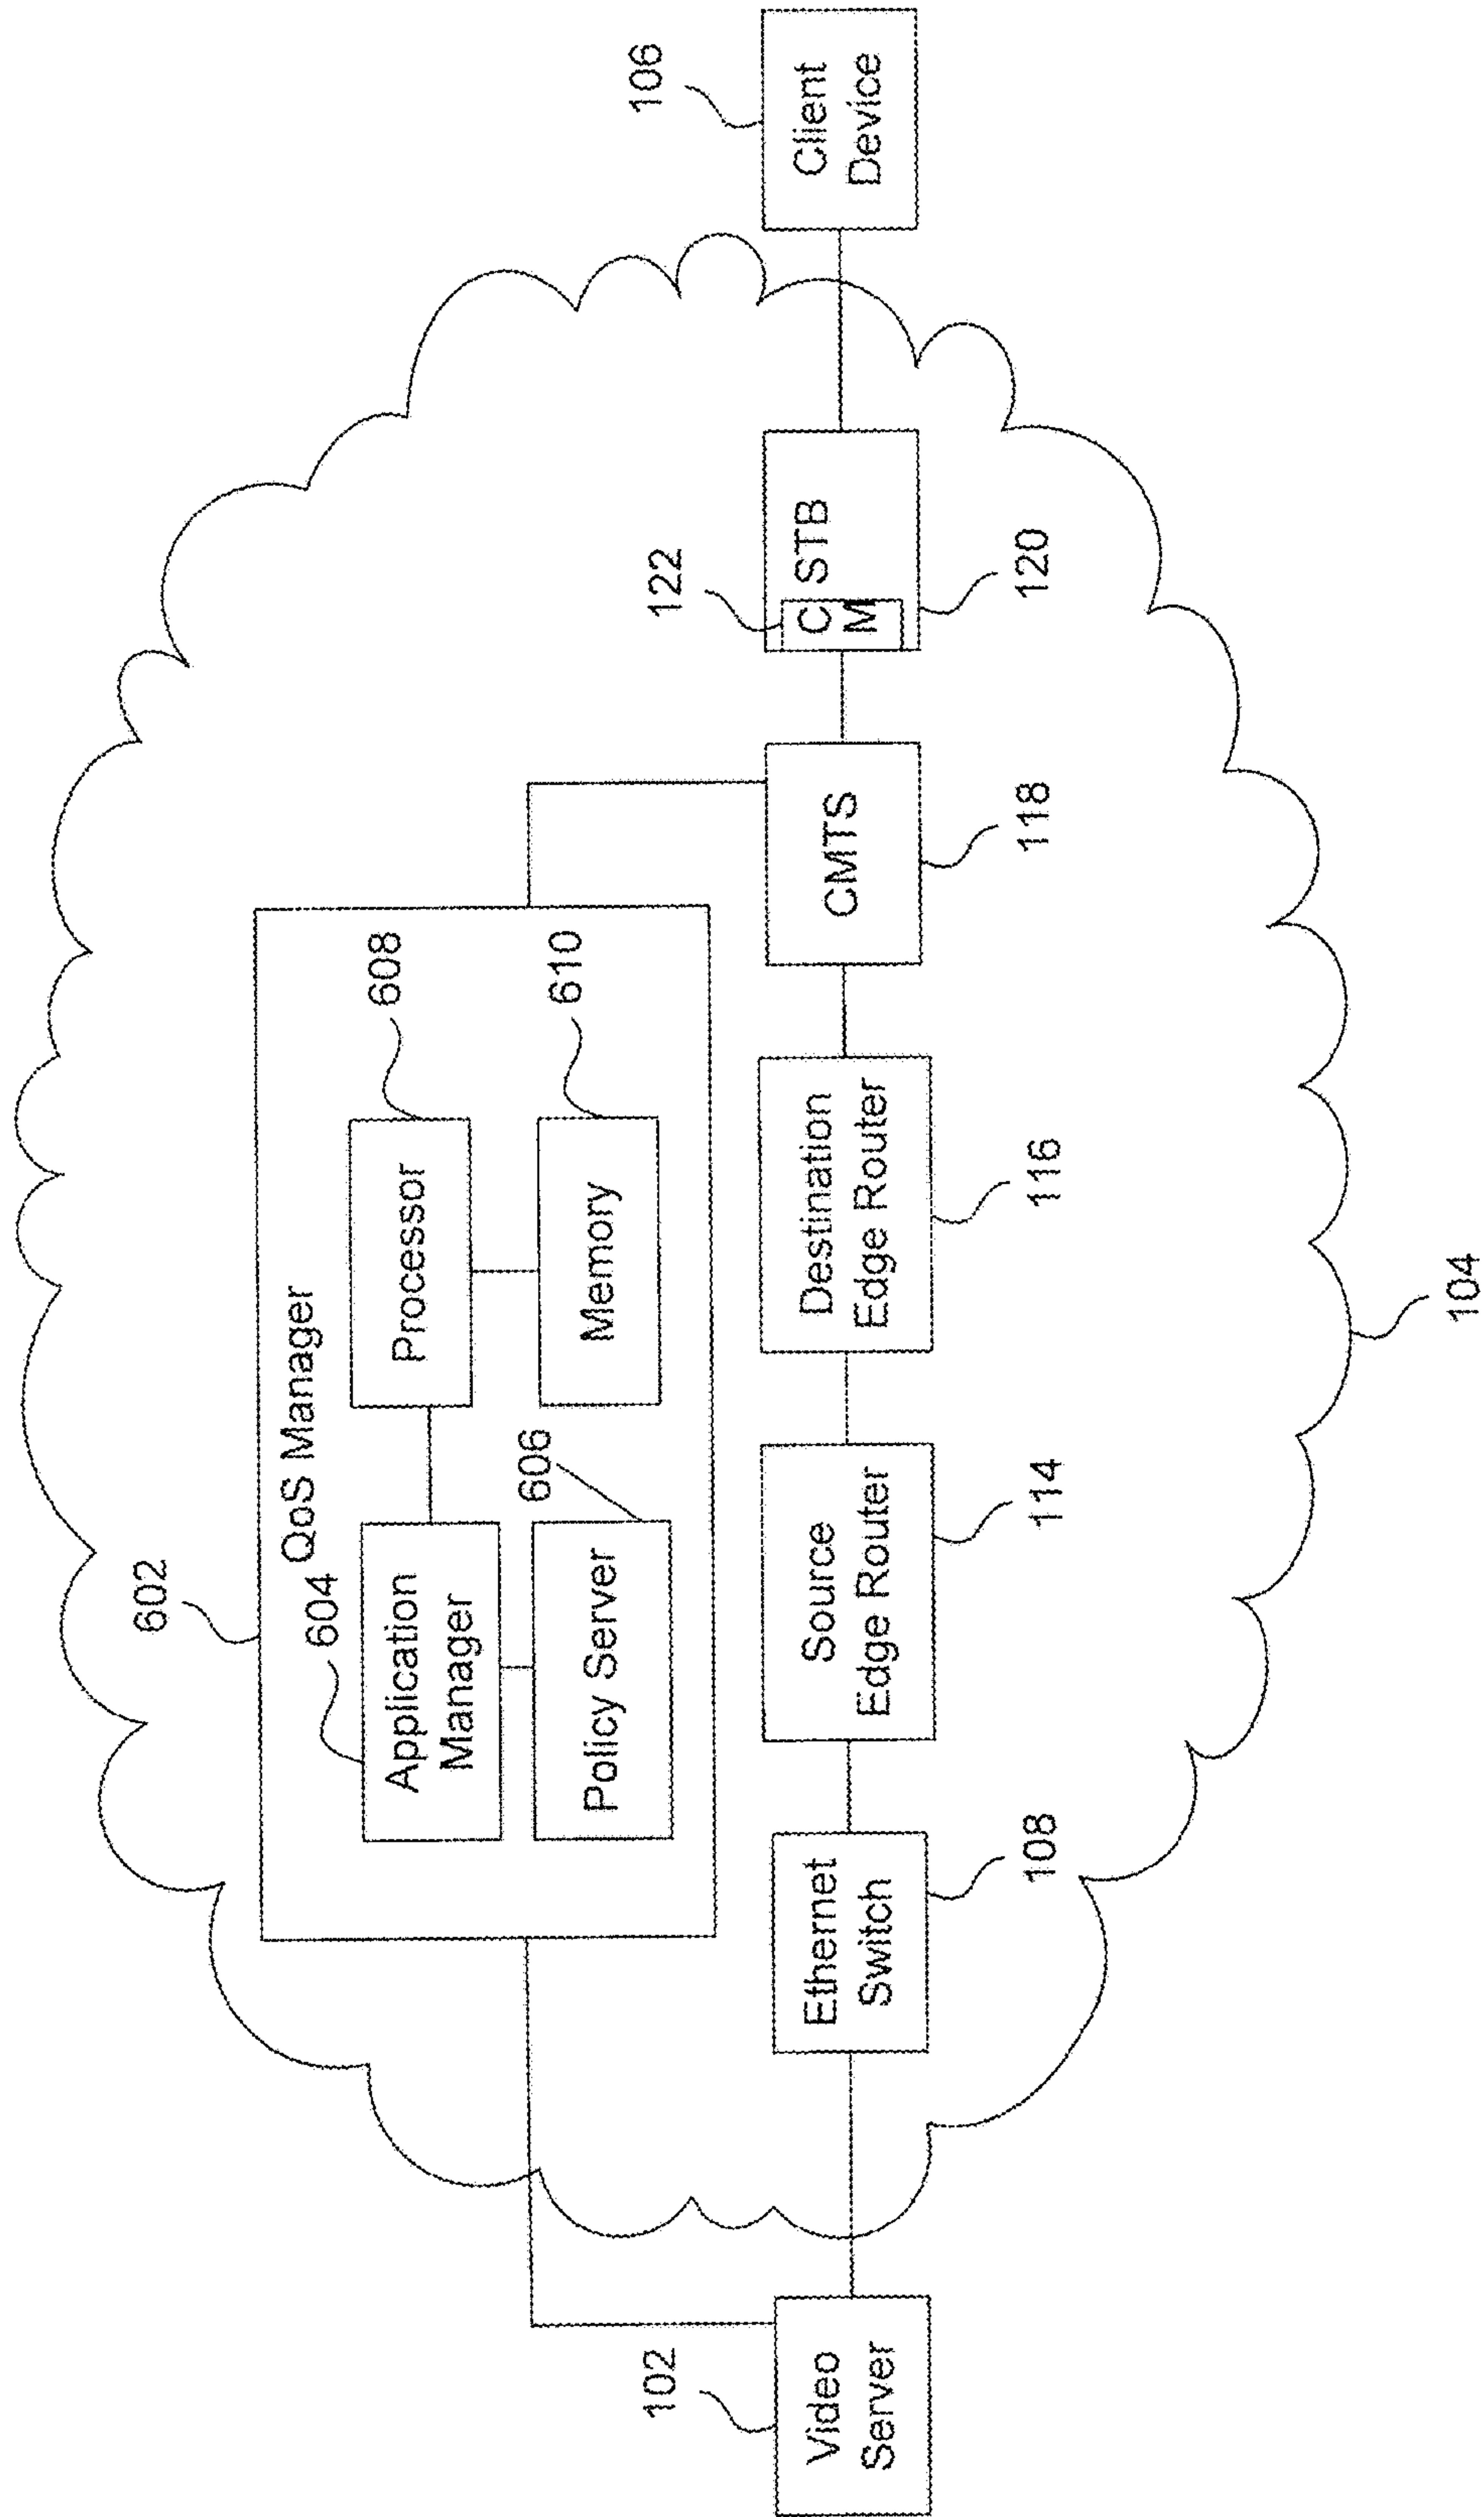 602
QoS Manager
604
Application
Manager
608
Processor
606
Policy Server
610
Memory
102
Video
Server
Ethernet
Switch
108
Source
Edge Router
114
Destination
Edge Router
116
CMTS
118
122
C
M
STB
120
106
Client
Device
104